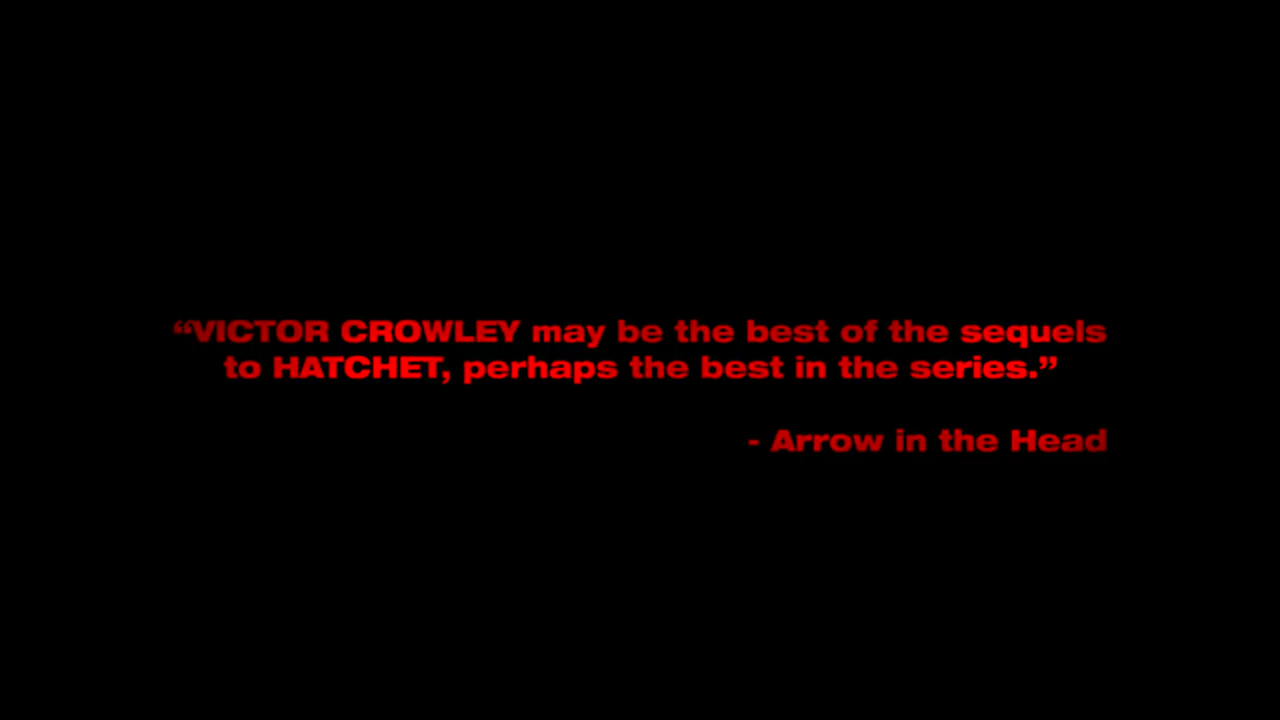 “VICTOR CROWLEY may be the best of the sequels
to HATCHET, perhaps the best in the series.”
- Arrow in the Head